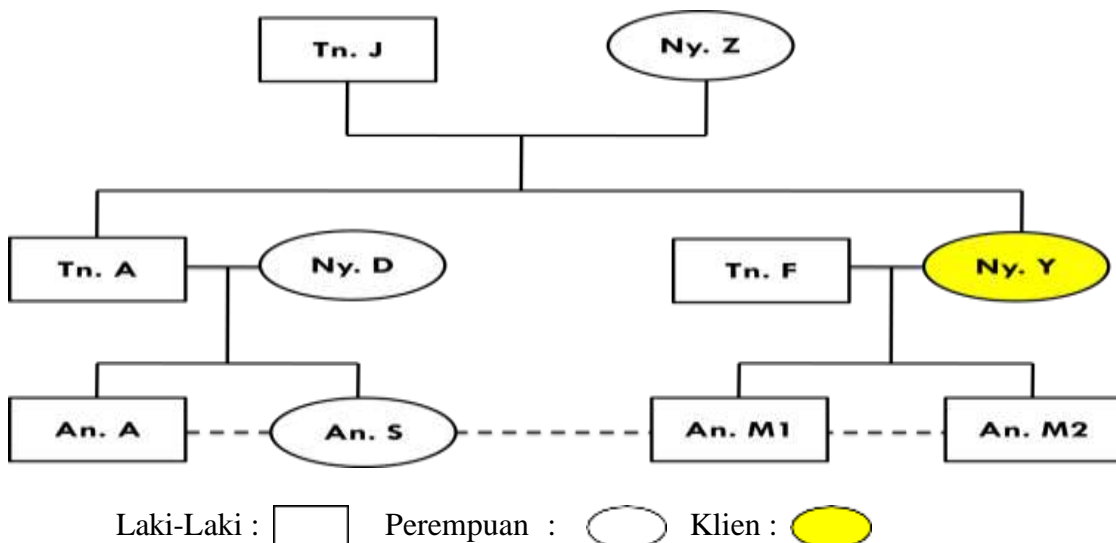 Tn. J Ny. Z
Tn. A Ny. D Tn. F Ny. Y
An. A An. S An. M1 An. M2
Laki-Laki : Perempuan : Klien :